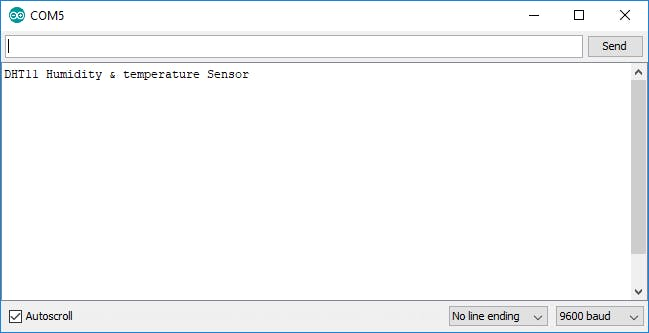 COM5
Send
DHT11 Humidity & temperature Sensor
Autoscroll
No line ending
9600 baud